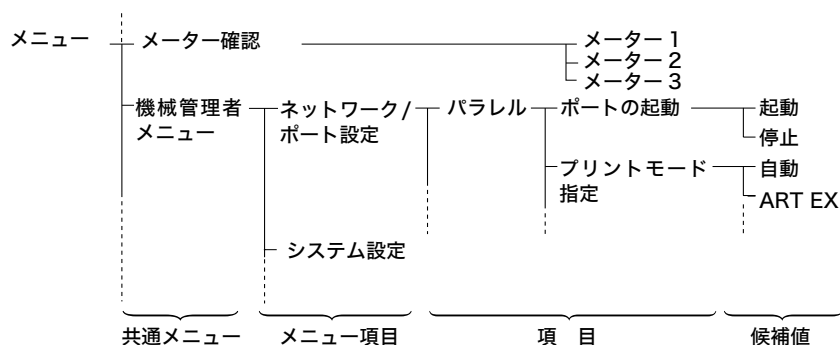 メニュー
メーター確認
メーター 1
メーター 2
メーター 3
機械管理者
メニュー
ネットワーク/
ポート設定
パラレル
ポートの起動
起動
停止
プリントモード
指定
自動
ART EX
システム設定
共通メニュー
メニュー項目
項　目
候補値